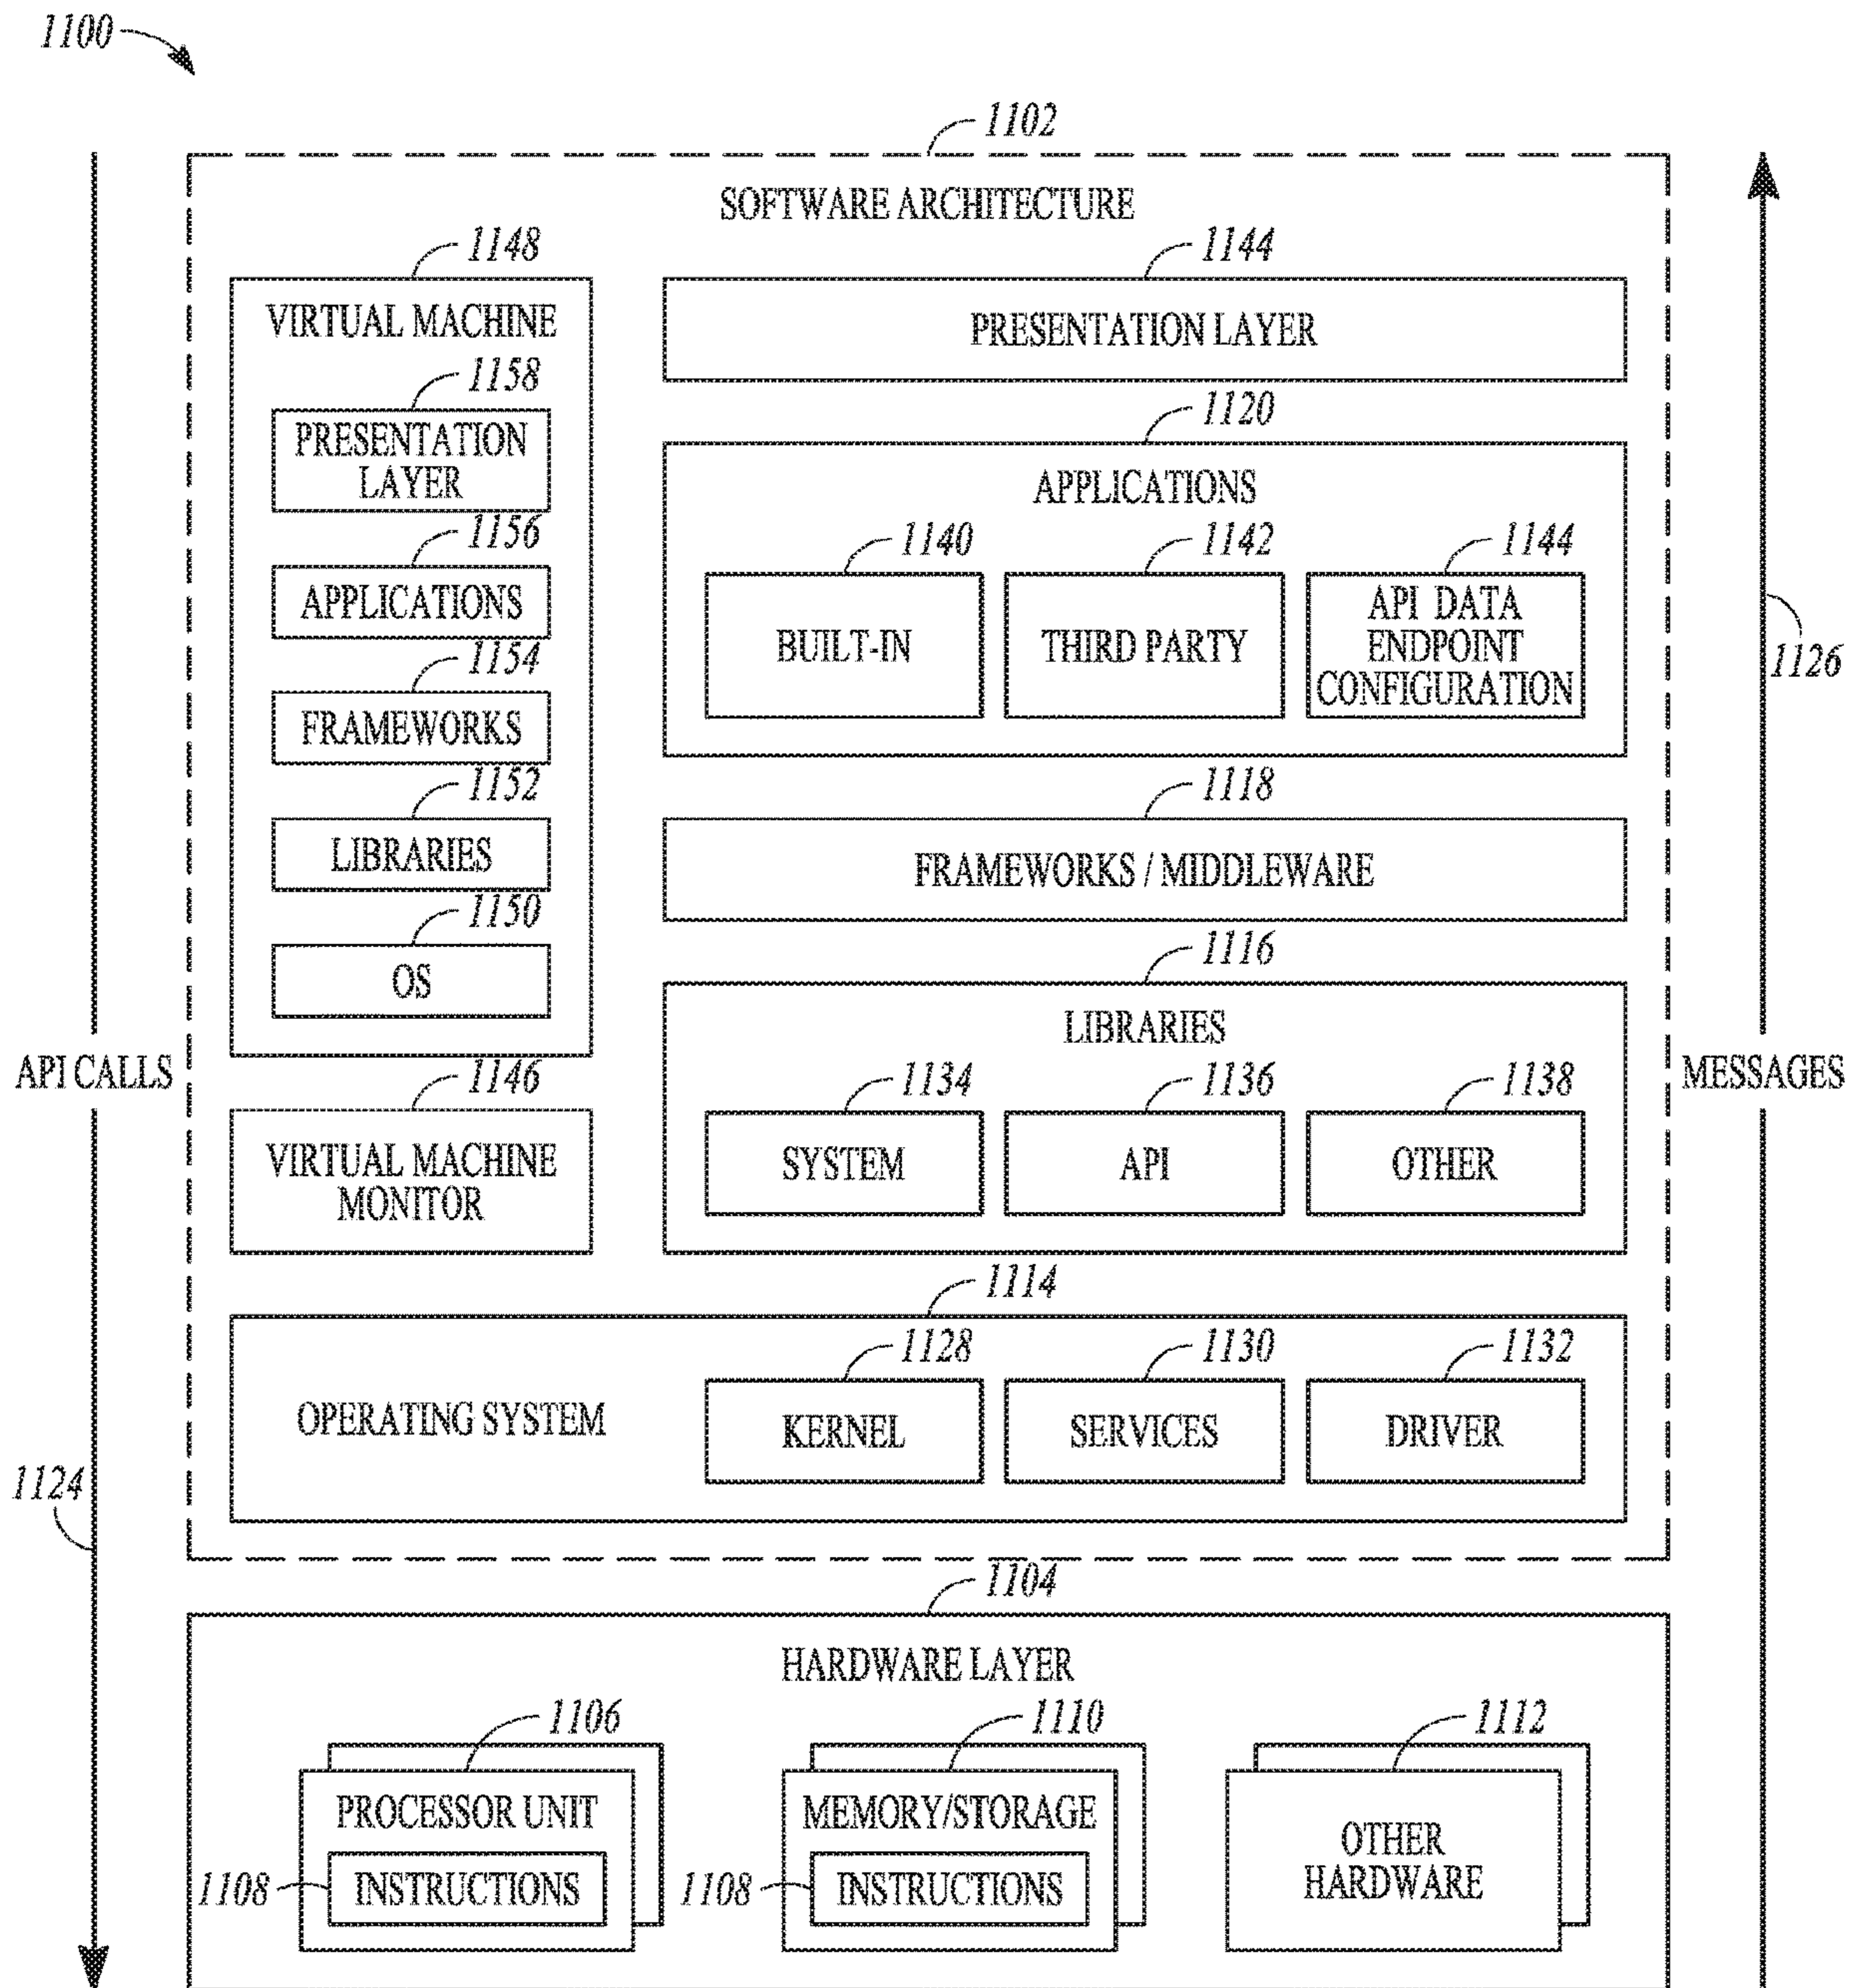 1100
1102
SOFTWARE ARCHITECTURE
1148
VIRTUAL MACHINE
1158
PRESENTATION
LAYER
1156
APPLICATIONS
1154
FRAMEWORKS
1152
LIBRARIES
1150
OS
1146
VIRTUAL MACHINE
MONITOR
1144
PRESENTATION LAYER
1120
APPLICATIONS
1140
BUILT-IN
1142
THIRD PARTY
1144
API DATA
ENDPOINT
CONFIGURATION
1118
FRAMEWORKS / MIDDLEWARE
1116
LIBRARIES
1134
SYSTEM
1136
API
1138
OTHER
1114
OPERATING SYSTEM
1128
KERNEL
1130
SERVICES
1132
DRIVER
API CALLS
1124
MESSAGES
1126
1104
HARDWARE LAYER
1106
PROCESSOR UNIT
1108
INSTRUCTIONS
1110
MEMORY/STORAGE
1108
INSTRUCTIONS
1112
OTHER
HARDWARE